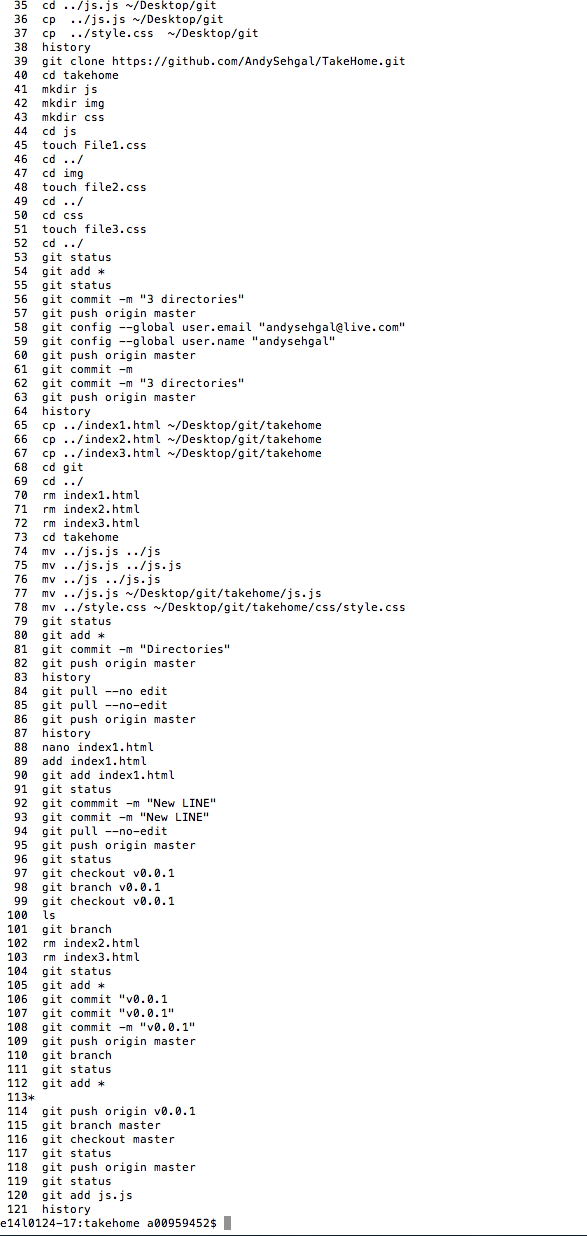 35 cd ../js.js ~/Desktop/git
36 cp ../js.js ~/Desktop/git
37 cp ../style.css ~/Desktop/git
38 history
39 git clone https://github.com/AndySehgal/TakeHome.git
40 cd takehome
41 mkdir js
42 mkdir img
43 mkdir css
44 cd js
45 touch File1.css
46 cd ../
47 cd img
48 touch file2.css
49 cd ../
50 cd css
51 touch file3.css
52 cd ../
53 git status
54 git add *
55 git status
56 git commit -m "3 directories"
57 git push origin master
58 git config --global user.email "andysehgal@live.com"
59 git config --global user.name "andysehgal"
60 git push origin master
61 git commit -m
62 git commit -m "3 directories"
63 git push origin master
64 history
65 cp ../index1.html ~/Desktop/git/takehome
66 cp ../index2.html ~/Desktop/git/takehome
67 cp ../index3.html ~/Desktop/git/takehome
68 cd git
69 cd ../
70 rm index1.html
71 rm index2.html
72 rm index3.html
73 cd takehome
74 mv ../js.js ../js
75 mv ../js.js ../js.js
76 mv ../js ../js.js
77 mv ../js.js ~/Desktop/git/takehome/js.js
78 mv ../style.css ~/Desktop/git/takehome/css/style.css
79 git status
80 git add *
81 git commit -m "Directories"
82 git push origin master
83 history
84 git pull --no edit
85 git pull --no-edit
86 git push origin master
87 history
88 nano index1.html
89 add index1.html
90 git add index1.html
91 git status
92 git commmit -m "New LINE"
93 git commit -m "New LINE"
94 git pull --no-edit
95 git push origin master
96 git status
97 git checkout v0.0.1
98 git branch v0.0.1
99 git checkout v0.0.1
100 ls
101 git branch
102 rm index2.html
103 rm index3.html
104 git status
105 git add *
106 git commit "v0.0.1
107 git commit "v0.0.1"
108 git commit -m "v0.0.1"
109 git push origin master
110 git branch
111 git status
112 git add *
113*
114 git push origin v0.0.1
115 git branch master
116 git checkout master
117 git status
118 git push origin master
119 git status
120 git add js.js
121 history
e14l0124-17:takehome a00959452$